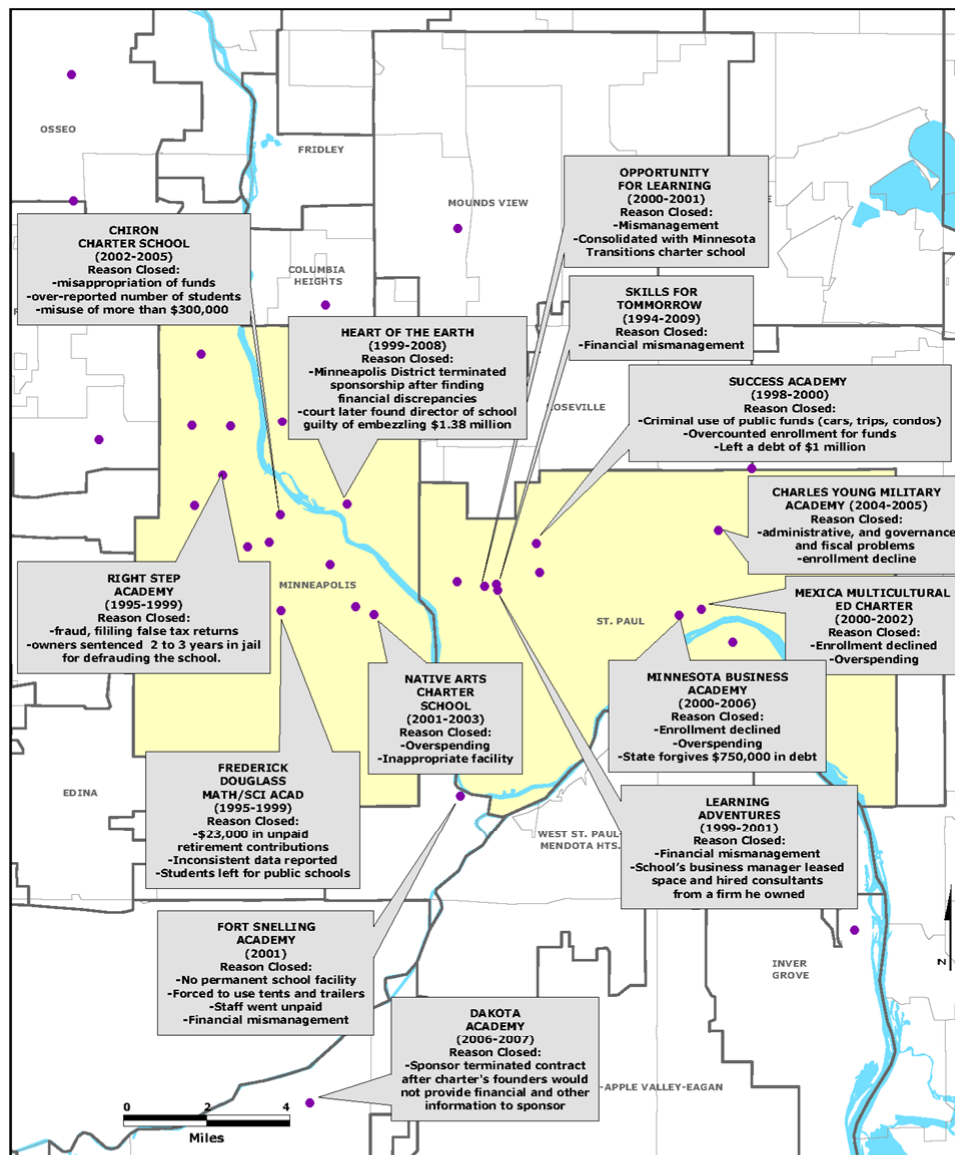 OSSEO
FRIDLEY
MOUNDS VIEW
OPPORTUNITY
FOR LEARNING
(2000-2001)
Reason Closed:
-Mismanagement
-Consolidated with Minnesota
Transitions charter school
CHIRON
CHARTER SCHOOL
(2002-2005)
Reason Closed:
-misappropriation of funds
-over-reported number of students
-misuse of more than $300,000
COLUMBIA
HEIGHTS
SKILLS FOR
TOMMORROW
(1994-2009)
Reason Closed:
-Financial mismanagement
HEART OF THE EARTH
(1999-2008)
Reason Closed:
-Minneapolis District terminated
sponsorship after finding
financial discrepancies
-court later found director of school
guilty of embezzling $1.38 million
SUCCESS ACADEMY
(1998-2000)
Reason Closed:
-Criminal use of public funds (cars, trips, condos)
-Overcounted enrollment for funds
-Left a debt of $1 million
CHARLES YOUNG MILITARY
ACADEMY (2004-2005)
Reason Closed:
-administrative, and governance
and fiscal problems
-enrollment decline
RIGHT STEP
ACADEMY
(1995-1999)
Reason Closed:
-fraud, fililing false tax returns
-owners sentenced 2 to 3 years in jail
for defrauding the school.
MINNEAPOLIS
ST. PAUL
MEXICA MULTICULTURAL
ED CHARTER
(2000-2002)
Reason Closed:
-Enrollment declined
-Overspending
NATIVE ARTS
CHARTER
SCHOOL
(2001-2003)
Reason Closed:
-Overspending
-Inappropriate facility
MINNESOTA BUSINESS
ACADEMY
(2000-2006)
Reason Closed:
-Enrollment declined
-Overspending
-State forgives $750,000 in debt
EDINA
FREDERICK
DOUGLASS
MATH/SCI ACAD
(1995-1999)
Reason Closed:
-$23,000 in unpaid
retirement contributions
-Inconsistent data reported
-Students left for public schools
WEST ST. PAUL-
MENDOTA HTS.
LEARNING
ADVENTURES
(1999-2001)
Reason Closed:
-Financial mismanagement
-School's business manager leased
space and hired consultants
from a firm he owned
FORT SNELLING
ACADEMY
(2001)
Reason Closed:
-No permanent school facility
-Forced to use tents and trailers
-Staff went unpaid
-Financial mismanagement
INVER
GROVE
N
DAKOTA
ACADEMY
(2006-2007)
Reason Closed:
-Sponsor terminated contract
after charter's founders would
not provide financial and other
information to sponsor
-APPLE VALLEY-EAGAN
0 2 4
Miles